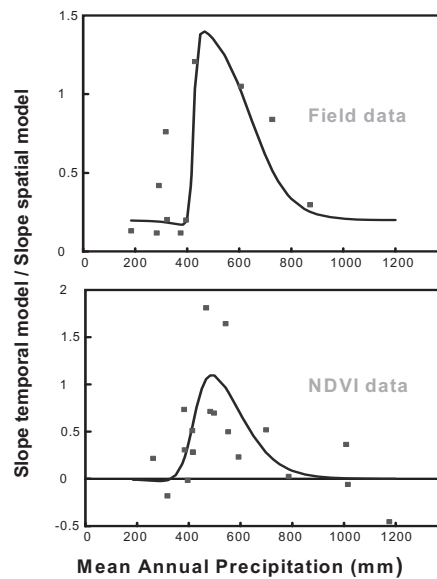 Slope temporal model / Slope spatial model
1.5
1
0.5
0
Field data
0 200 400 600 800 1000 1200
2
1.5
1
0.5
0
-0.5
NDVI data
0 200 400 600 800 1000 1200
Mean Annual Precipitation (mm)